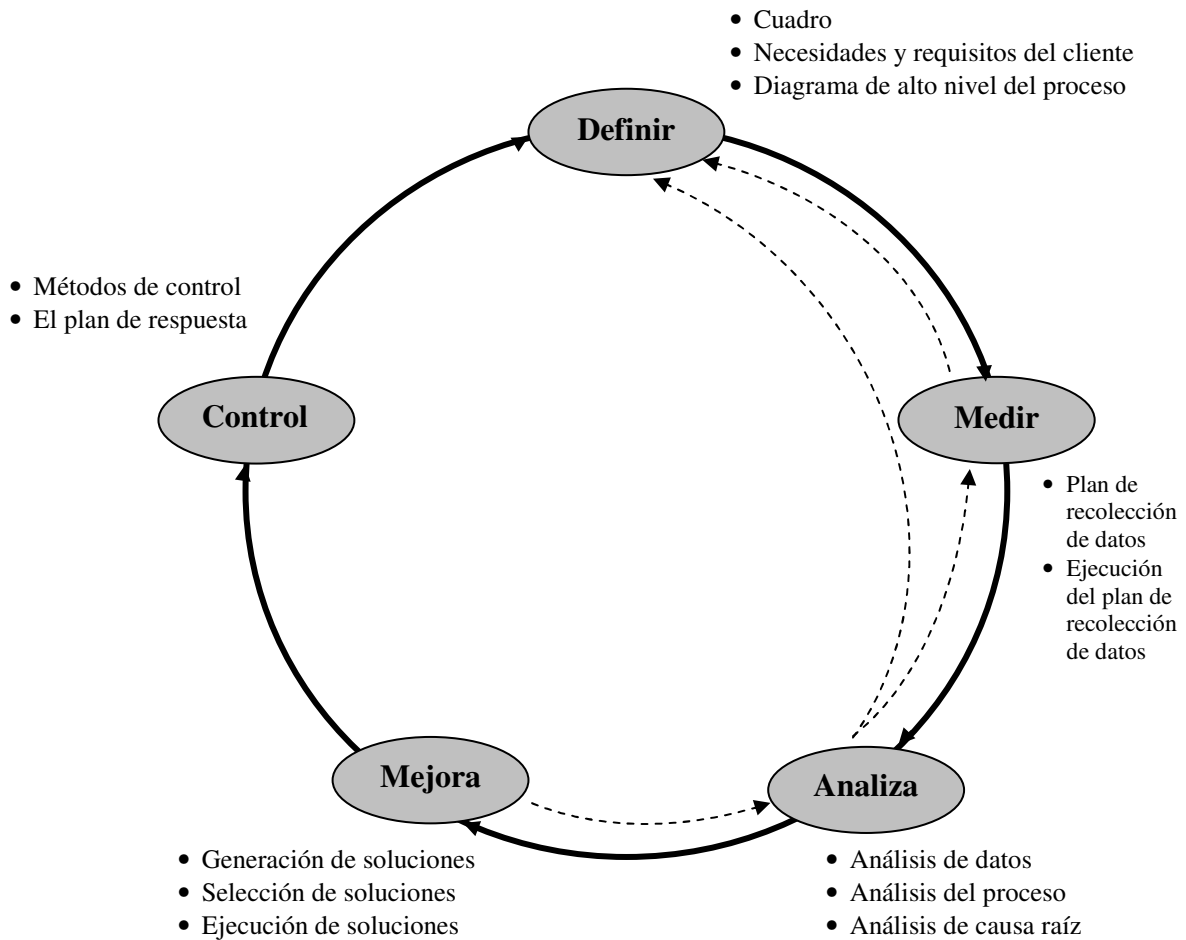 • Cuadro
• Necesidades y requisitos del cliente
• Diagrama de alto nivel del proceso
Definir
• Métodos de control
• El plan de respuesta
Control
Medir
• Plan de
recolección
de datos
• Ejecución
del plan de
recolección
de datos
Mejora
Analiza
• Generación de soluciones
• Selección de soluciones
• Ejecución de soluciones
• Análisis de datos
• Análisis del proceso
• Análisis de causa raíz